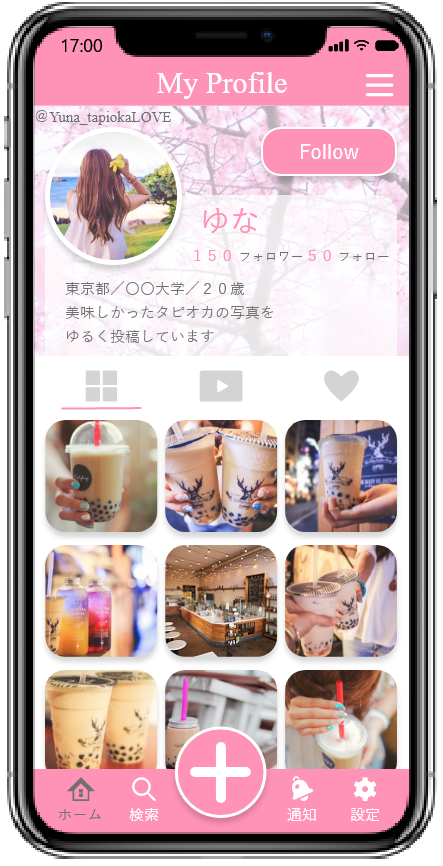 17:00
My Profile
@Yuna_tapiokaLOVE
Follow
ゆな
150 フォロワー 50 フォロー
東京都／〇〇大学／２０歳
美味しかったタピオカの写真を
ゆるく投稿しています
ホーム 検索 通知 設定